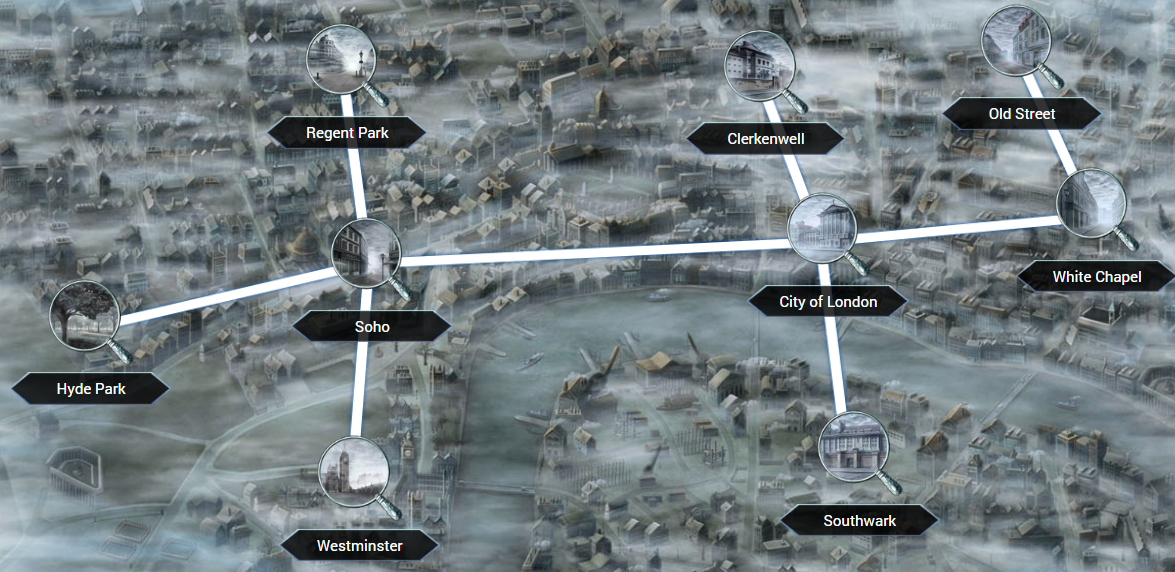 Old Street
Regent Park
Clerkenwell
White Chapel
City of London
Soho
Hyde Park
Southwark
Westminster